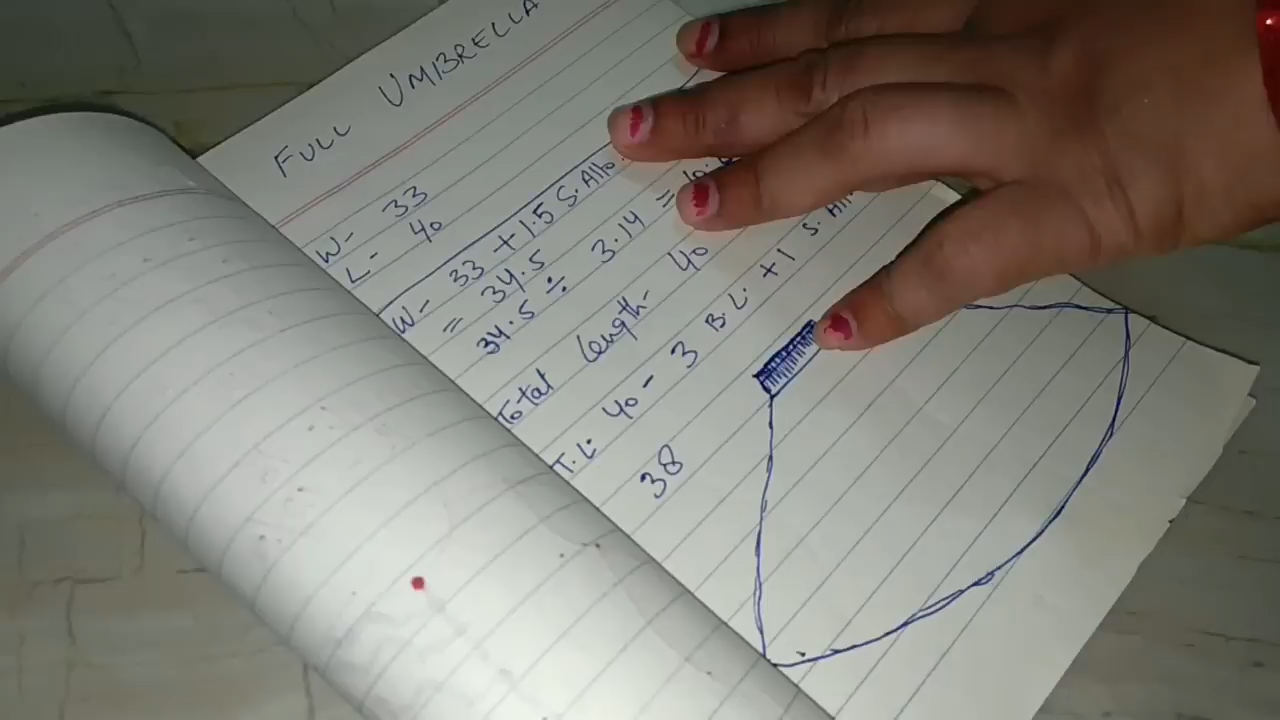 FULL UMBRELLA
W- 33
L- 40
W- 33 + 1.5 S. Allo.
= 34.5
34.5 ÷ 3.14 =
Total length- 40
T.L: 40 - 3 B.L. + 1 S.
38